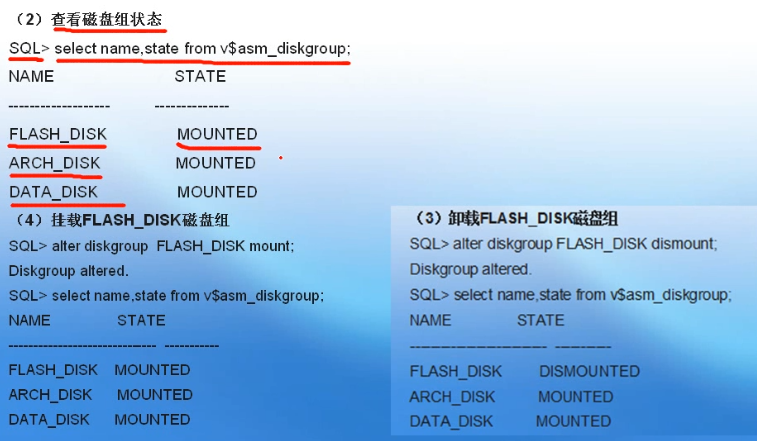 （2）查看磁盘组状态
SQL> select name,state from v$asm_diskgroup;
NAME STATE
------------------- --------------
FLASH_DISK MOUNTED
ARCH_DISK MOUNTED
DATA_DISK MOUNTED
（4）挂载FLASH_DISK磁盘组
SQL> alter diskgroup  FLASH_DISK mount;
Diskgroup altered.
SQL> select name,state from v$asm_diskgroup;
NAME STATE
------------------------------ -----------
FLASH_DISK MOUNTED
ARCH_DISK MOUNTED
DATA_DISK MOUNTED
（3）卸载FLASH_DISK磁盘组
SQL> alter diskgroup FLASH_DISK dismount;
Diskgroup altered.
SQL> select name,state from v$asm_diskgroup;
NAME STATE
------------------------------ -----------
FLASH_DISK DISMOUNTED
ARCH_DISK MOUNTED
DATA_DISK MOUNTED